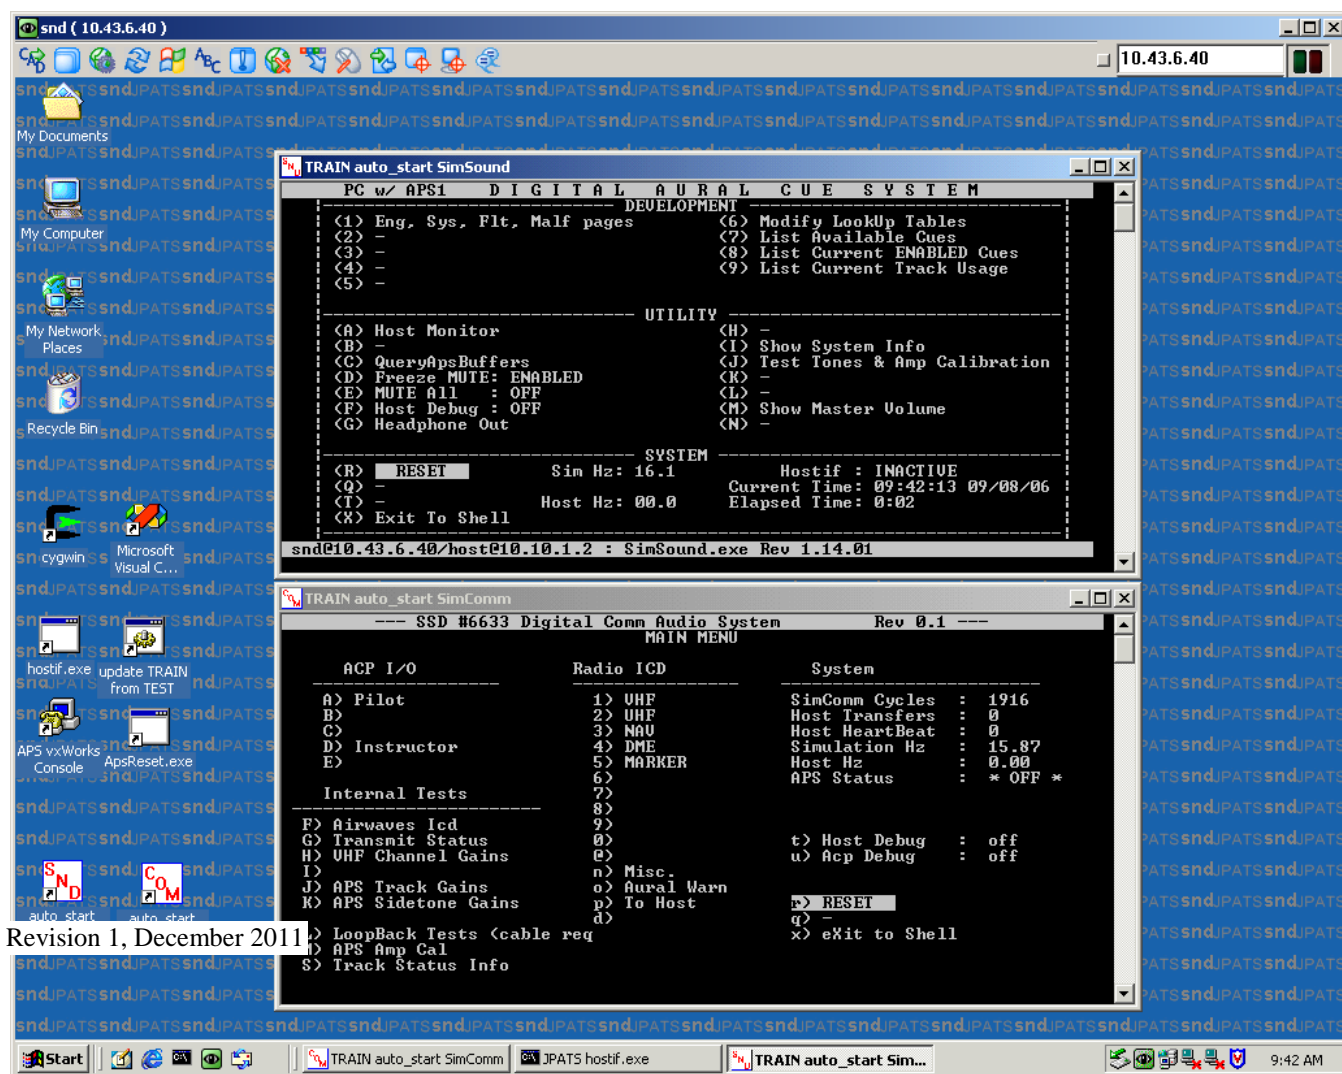 snd ( 10.43.6.40 )
10.43.6.40
My Documents
My Computer
My Network
Places
Recycle Bin
cygwin
Microsoft
Visual C...
hostif.exe
update TRAIN
from TEST
APS vxWorks
Console
ApsReset.exe
auto_start
auto_start
TRAIN auto_start SimSound
PC w/ APS1 D I G I T A L A U R A L C U E S Y S T E M
DEVELOPMENT
(1) Eng, Sys, Flt, Malf pages (6) Modify LookUp Tables
(2) - (7) List Available Cues
(3) - (8) List Current ENABLED Cues
(4) - (9) List Current Track Usage
(5) -
UTILITY
(A) Host Monitor (H) -
(B) - (I) Show System Info
(C) QueryApsBuffers (J) Test Tones & Amp Calibration
(D) Freeze MUTE: ENABLED (K) -
(E) MUTE All : OFF (L) -
(F) Host Debug : OFF (M) Show Master Volume
(G) Headphone Out (N) -
SYSTEM
(R) RESET Sim Hz: 16.1 Hostif : INACTIVE
(Q) - Current Time: 09:42:13 09/08/06
(T) - Host Hz: 00.0 Elapsed Time: 0:02
(X) Exit To Shell
snd@10.43.6.40/host@10.10.1.2 : SimSound.exe Rev 1.14.01
TRAIN auto_start SimComm
--- SSD #6633 Digital Comm Audio System Rev 0.1 ---
MAIN MENU
ACP I/O Radio ICD System
A) Pilot 1) VHF SimComm Cycles : 1916
B) 2) UHF Host Transfers : 0
C) 3) NAV Host HeartBeat : 0
D) Instructor 4) DME Simulation Hz : 15.87
E) 5) MARKER Host Hz : 0.00
6) APS Status : * OFF *
Internal Tests 7)
8)
F) Airwaves Icd 9)
G) Transmit Status 0) t) Host Debug : off
H) VHF Channel Gains @) u) Acp Debug : off
I) n) Misc.
J) APS Track Gains o) Aural Warn
K) APS Sidetone Gains p) To Host r) RESET
d) q) -
LoopBack Tests (cable req x) eXit to Shell
APS Amp Cal
S) Track Status Info
Revision 1, December 2011
Start
TRAIN auto_start SimComm
JPATS hostif.exe
TRAIN auto_start Sim...
9:42 AM